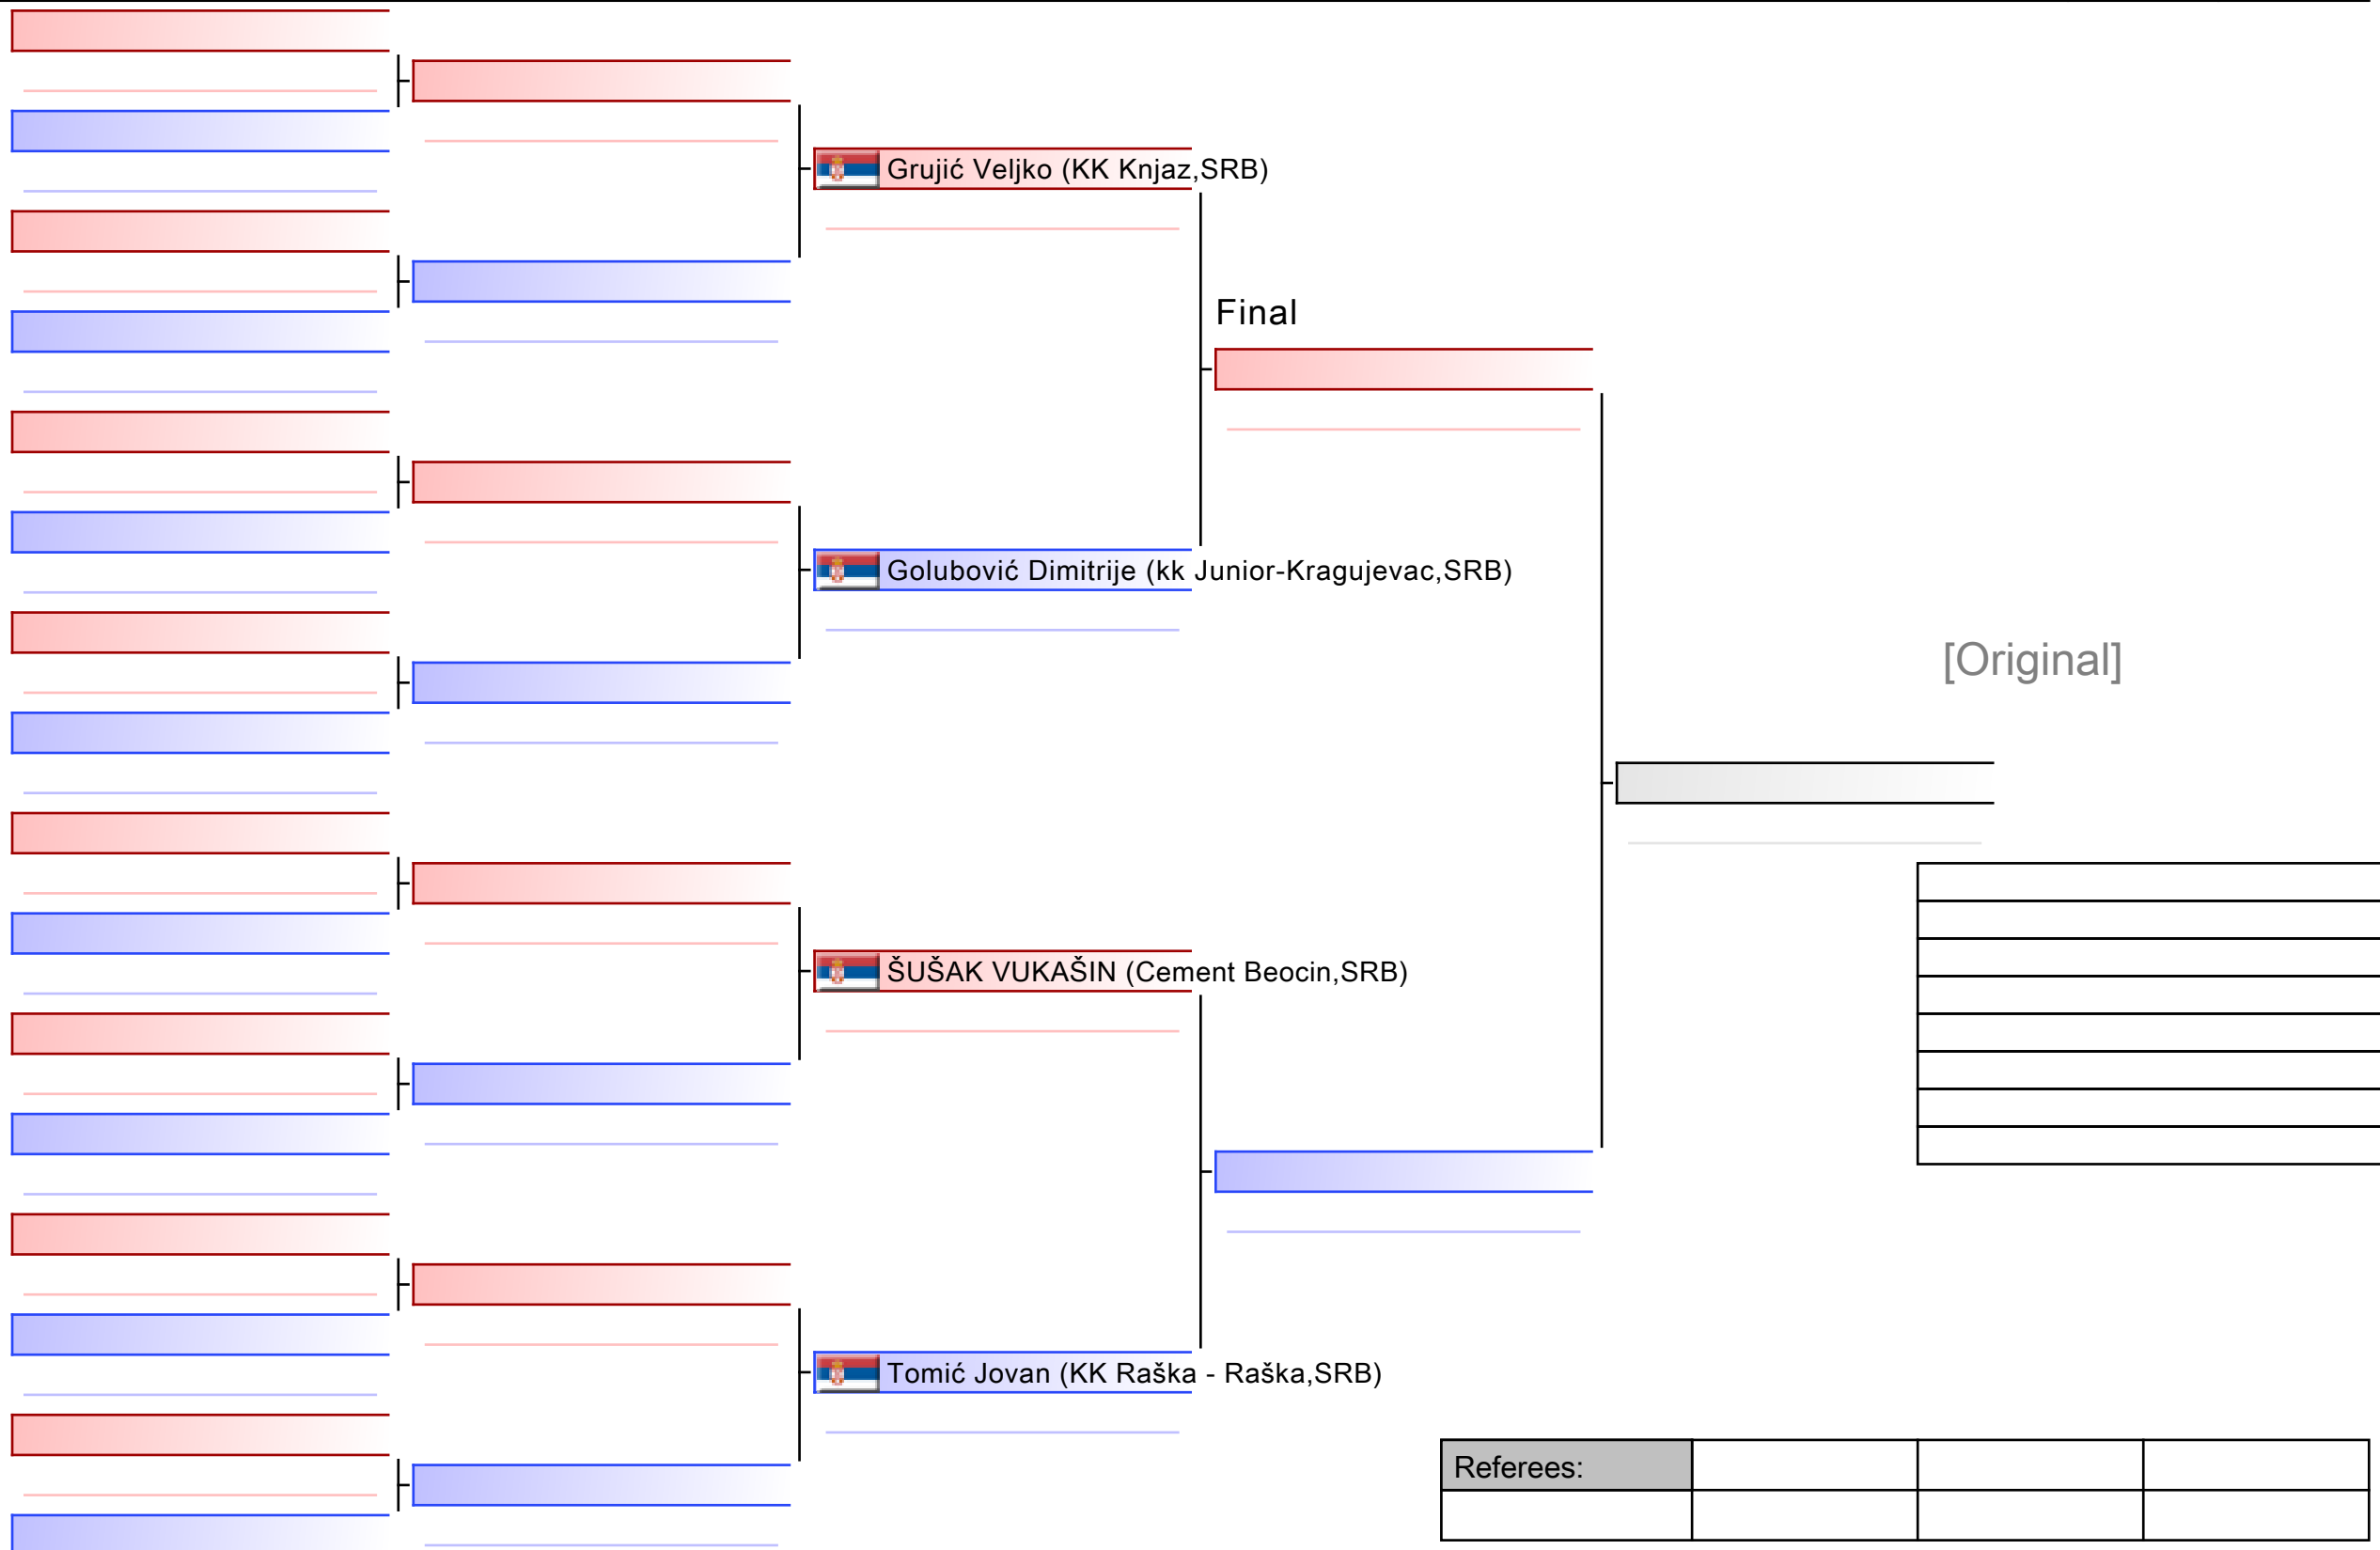 Grujić Veljko (KK Knjaz,SRB)
Final
Golubović Dimitrije (kk Junior-Kragujevac,SRB)
[Original]
ŠUŠAK VUKAŠIN (Cement Beocin,SRB)
Tomić Jovan (KK Raška - Raška,SRB)
Referees: